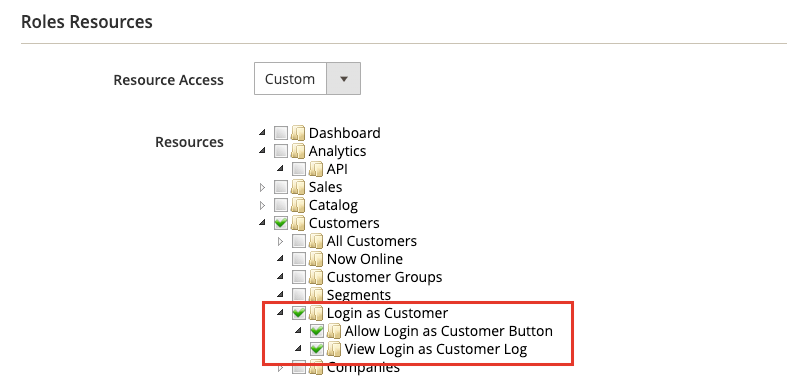 Roles Resources
Resource Access Custom
Resources
Dashboard
Analytics
API
Sales
Catalog
Customers
All Customers
Now Online
Customer Groups
Segments
Login as Customer
Allow Login as Customer Button
View Login as Customer Log
Companies